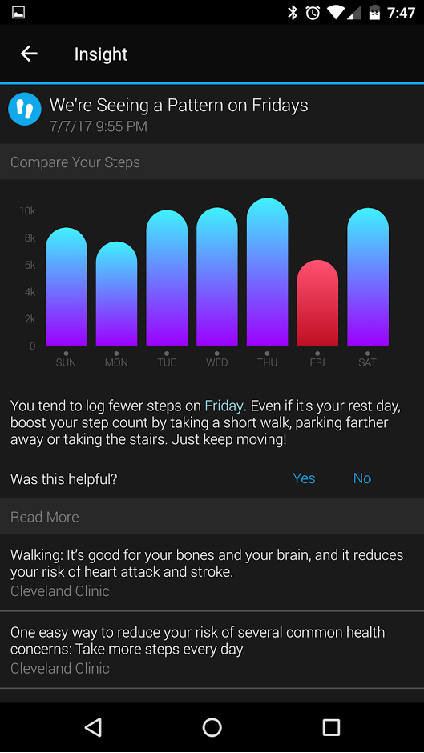 7:47
Insight
We're Seeing a Pattern on Fridays
7/7/17 9:55 PM
Compare Your Steps
10k
8k
6k
4k
2k
0
SUN MON TUE WED THU FRI SAT
You tend to log fewer steps on Friday. Even if it's your rest day,
boost your step count by taking a short walk, parking farther
away or taking the stairs. Just keep moving!
Was this helpful? Yes No
Read More
Walking: It's good for your bones and your brain, and it reduces
your risk of heart attack and stroke.
Cleveland Clinic
One easy way to reduce your risk of several common health
concerns: Take more steps every day
Cleveland Clinic